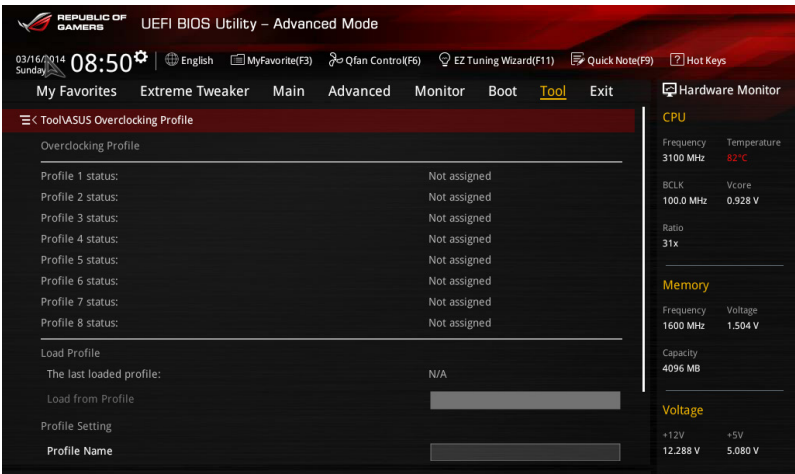 REPUBLIC OF
GAMERS
UEFI BIOS Utility – Advanced Mode
03/16/2014
Sunday
08:50
English
MyFavorite(F3)
Qfan Control(F6)
EZ Tuning Wizard(F11)
Quick Note(F9)
? Hot Keys
My Favorites
Extreme Tweaker
Main
Advanced
Monitor
Boot
Tool
Exit
Tool\ASUS Overclocking Profile
Overclocking Profile
Profile 1 status: Not assigned
Profile 2 status: Not assigned
Profile 3 status: Not assigned
Profile 4 status: Not assigned
Profile 5 status: Not assigned
Profile 6 status: Not assigned
Profile 7 status: Not assigned
Profile 8 status: Not assigned
Load Profile
The last loaded profile: N/A
Load from Profile
Profile Setting
Profile Name
Hardware Monitor
CPU
Frequency Temperature
3100 MHz 82°C
BCLK Vcore
100.0 MHz 0.928 V
Ratio
31x
Memory
Frequency Voltage
1600 MHz 1.504 V
Capacity
4096 MB
Voltage
+12V +5V
12.288 V 5.080 V